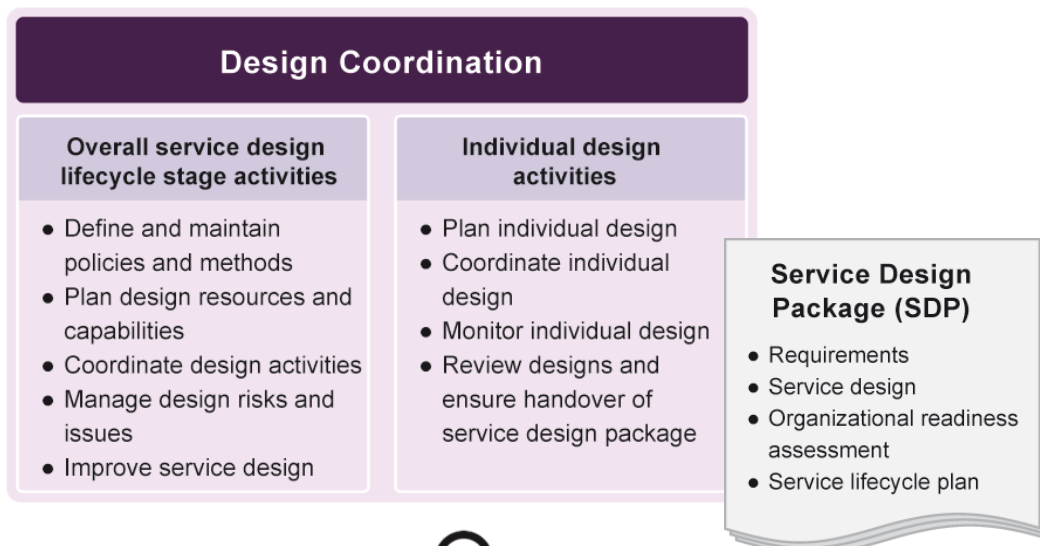 Design Coordination
Overall service design
lifecycle stage activities
● Define and maintain
policies and methods
● Plan design resources and
capabilities
● Coordinate design activities
● Manage design risks and
issues
● Improve service design
Individual design
activities
● Plan individual design
● Coordinate individual
design
● Monitor individual design
● Review designs and
ensure handover of
service design package
Service Design
Package (SDP)
● Requirements
● Service design
● Organizational readiness
assessment
● Service lifecycle plan